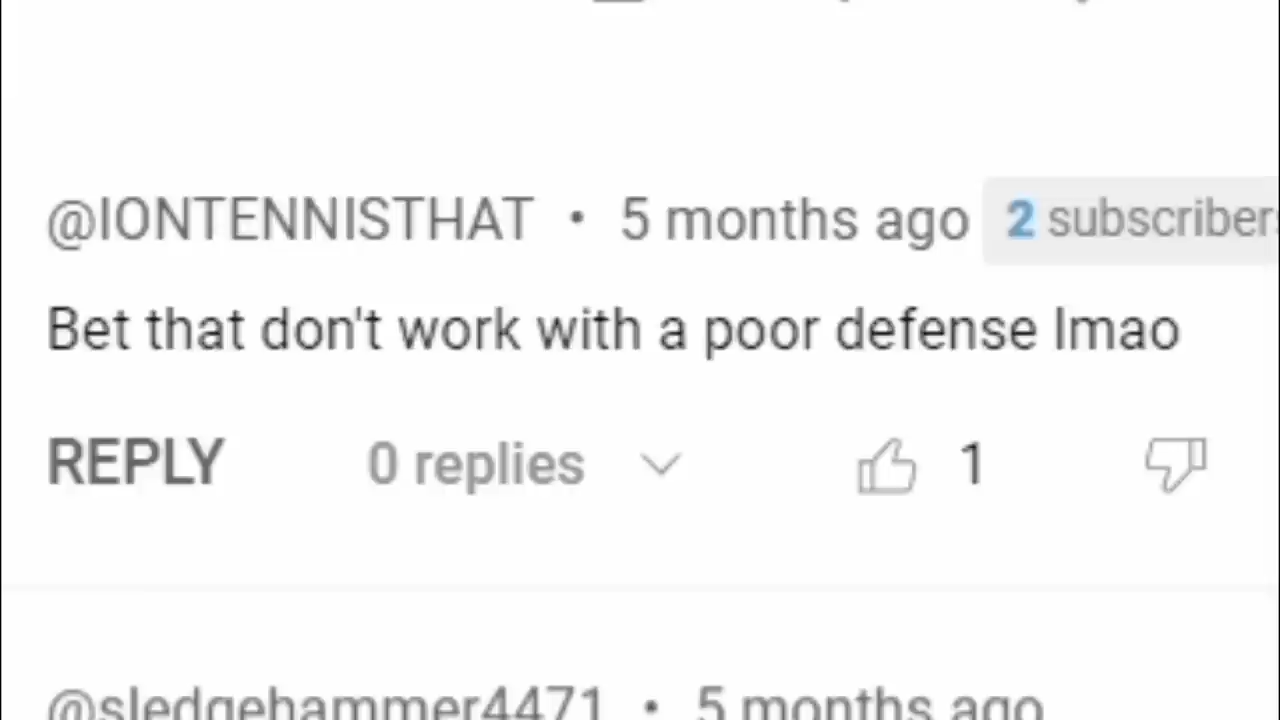 @IONTENNISTHAT • 5 months ago 2 subscribers
Bet that don't work with a poor defense lmao
REPLY 0 replies 1
@sledgehammer4471 • 5 months ago